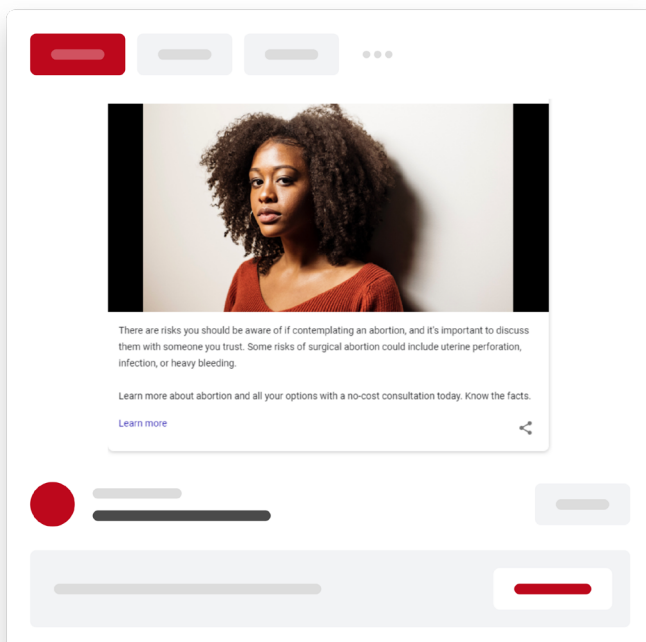 There are risks you should be aware of if contemplating an abortion, and it's important to discuss
them with someone you trust. Some risks of surgical abortion could include uterine perforation,
infection, or heavy bleeding.
Learn more about abortion and all your options with a no-cost consultation today. Know the facts.
Learn more